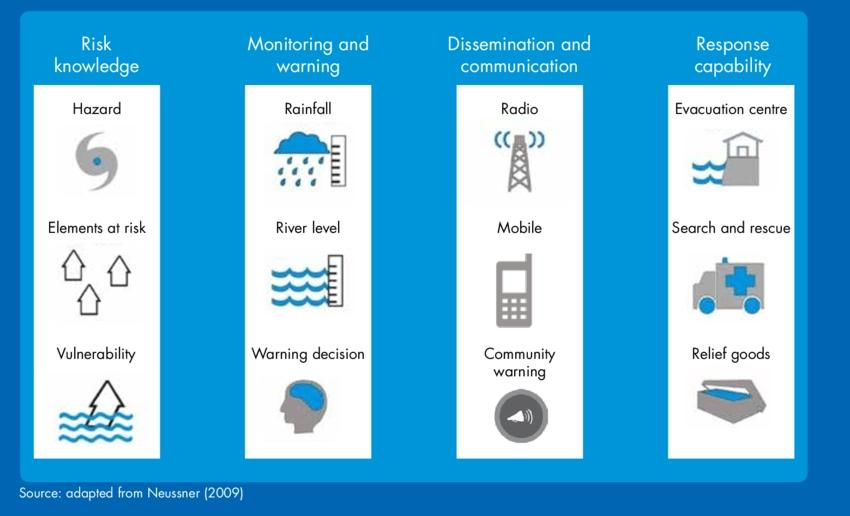 Risk
knowledge
Hazard
Elements at risk
Vulnerability
Monitoring and
warning
Rainfall
River level
Warning decision
Dissemination and
communication
Radio
Mobile
Community
warning
Response
capability
Evacuation centre
Search and rescue
Relief goods
Source: adapted from Neussner (2009)